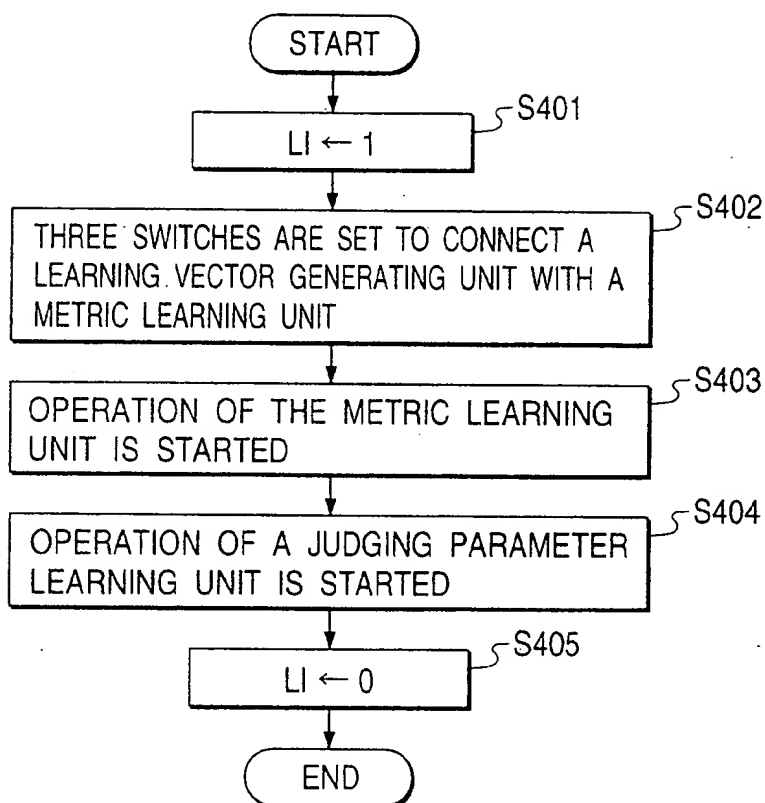 START
S401
LI ← 1
S402
THREE SWITCHES ARE SET TO CONNECT A
LEARNING VECTOR GENERATING UNIT WITH A
METRIC LEARNING UNIT
S403
OPERATION OF THE METRIC LEARNING
UNIT IS STARTED
S404
OPERATION OF A JUDGING PARAMETER
LEARNING UNIT IS STARTED
S405
LI ← 0
END